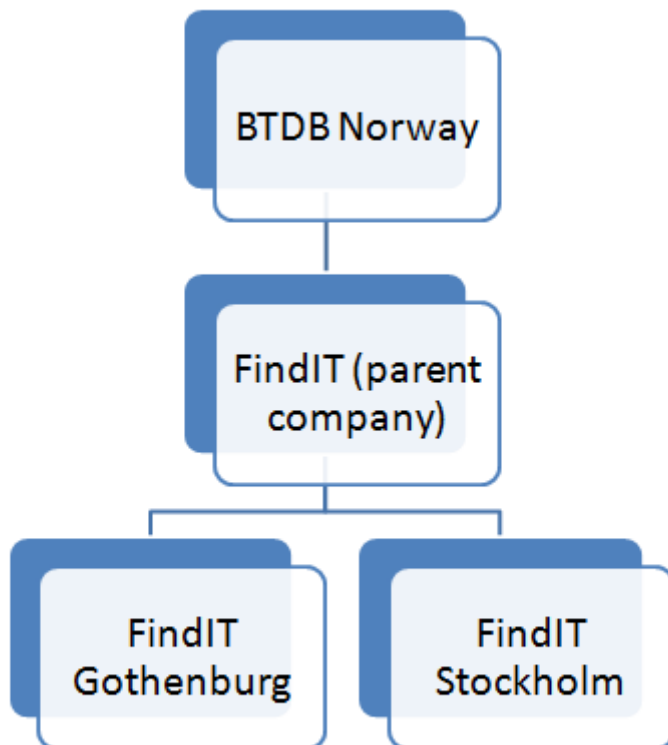 BTDB Norway
FindIT (parent
company)
FindIT
Gothenburg
FindIT
Stockholm